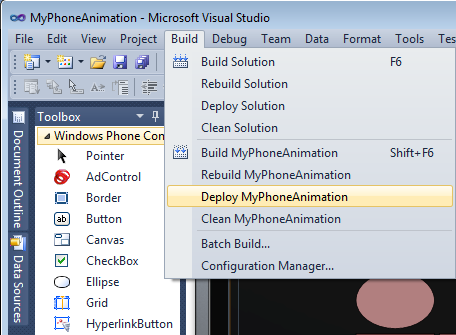 MyPhoneAnimation - Microsoft Visual Studio
File Edit View Project Build Debug Team Data Format Tools Tes
Build Solution F6
Rebuild Solution
Deploy Solution
Clean Solution
Build MyPhoneAnimation Shift+F6
Rebuild MyPhoneAnimation
Deploy MyPhoneAnimation
Clean MyPhoneAnimation
Batch Build...
Configuration Manager...
Document Outline
Data Sources
Toolbox
Windows Phone Con
Pointer
AdControl
Border
Button
Canvas
CheckBox
Ellipse
Grid
HyperlinkButton